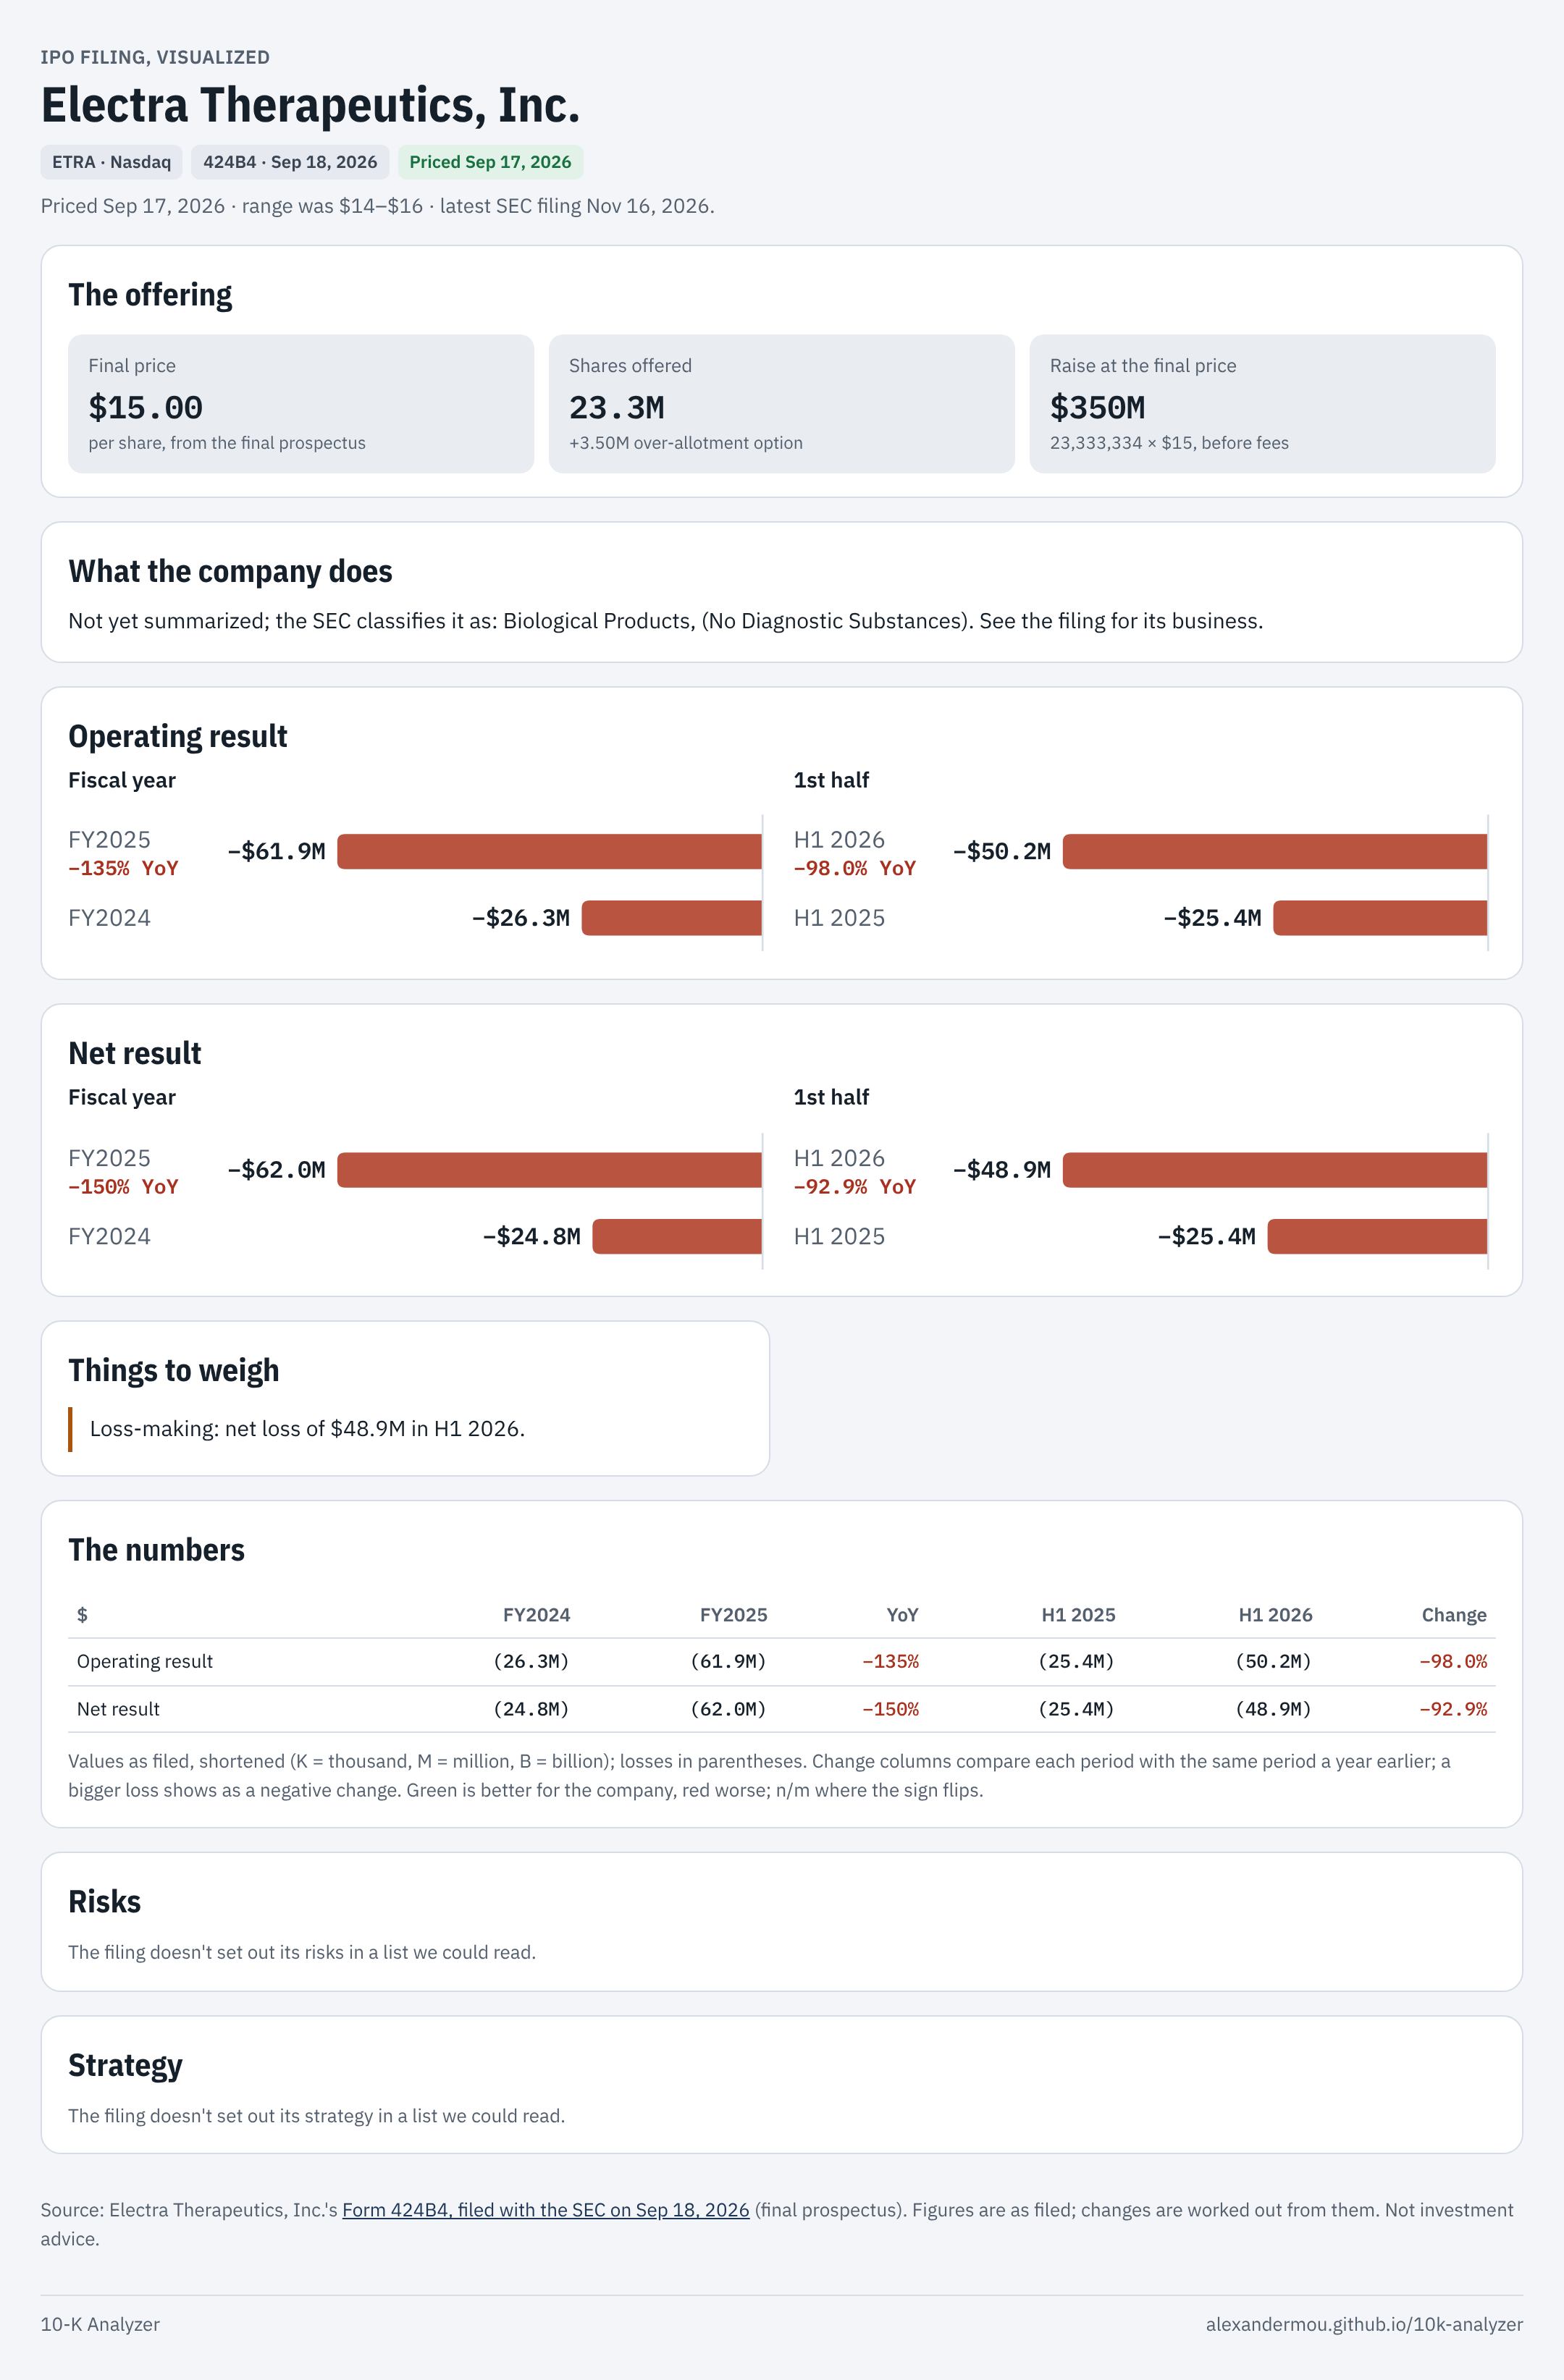 IPO FILING, VISUALIZED
Electra Therapeutics, Inc.
ETRA · Nasdaq 424B4 · Sep 18, 2026 Priced Sep 17, 2026
Priced Sep 17, 2026 · range was $14–$16 · latest SEC filing Nov 16, 2026.
The offering
Final price
$15.00
per share, from the final prospectus
Shares offered
23.3M
+3.50M over-allotment option
Raise at the final price
$350M
23,333,334 × $15, before fees
What the company does
Not yet summarized; the SEC classifies it as: Biological Products, (No Diagnostic Substances). See the filing for its business.
Operating result
Fiscal year
FY2025 −$61.9M
−135% YoY
FY2024 −$26.3M
1st half
H1 2026 −$50.2M
−98.0% YoY
H1 2025 −$25.4M
Net result
Fiscal year
FY2025 −$62.0M
−150% YoY
FY2024 −$24.8M
1st half
H1 2026 −$48.9M
−92.9% YoY
H1 2025 −$25.4M
Things to weigh
Loss-making: net loss of $48.9M in H1 2026.
The numbers
$ FY2024 FY2025 YoY H1 2025 H1 2026 Change
Operating result (26.3M) (61.9M) −135% (25.4M) (50.2M) −98.0%
Net result (24.8M) (62.0M) −150% (25.4M) (48.9M) −92.9%
Values as filed, shortened (K = thousand, M = million, B = billion); losses in parentheses. Change columns compare each period with the same period a year earlier; a
bigger loss shows as a negative change. Green is better for the company, red worse; n/m where the sign flips.
Risks
The filing doesn't set out its risks in a list we could read.
Strategy
The filing doesn't set out its strategy in a list we could read.
Source: Electra Therapeutics, Inc.'s Form 424B4, filed with the SEC on Sep 18, 2026 (final prospectus). Figures are as filed; changes are worked out from them. Not investment
advice.
10-K Analyzer alexandermou.github.io/10k-analyzer